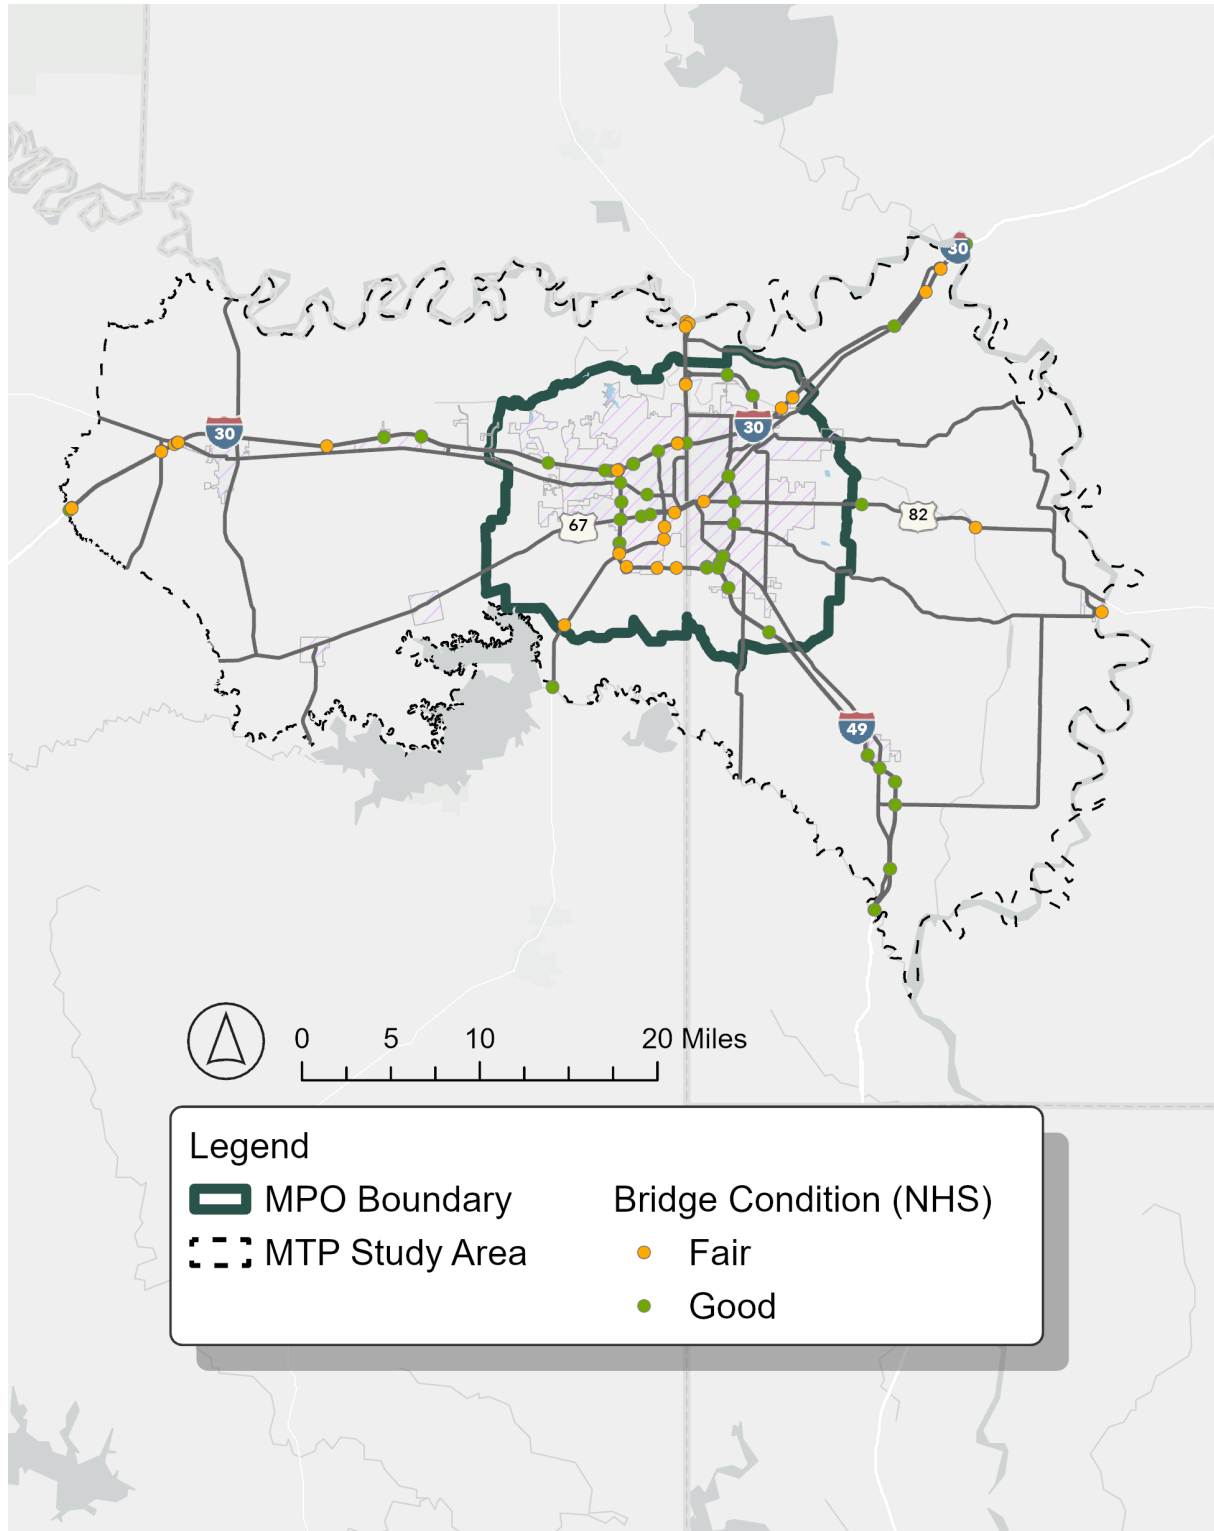 30
30
30
67
82
49
0 5 10 20 Miles
Legend
MPO Boundary
MTP Study Area
Bridge Condition (NHS)
Fair
Good